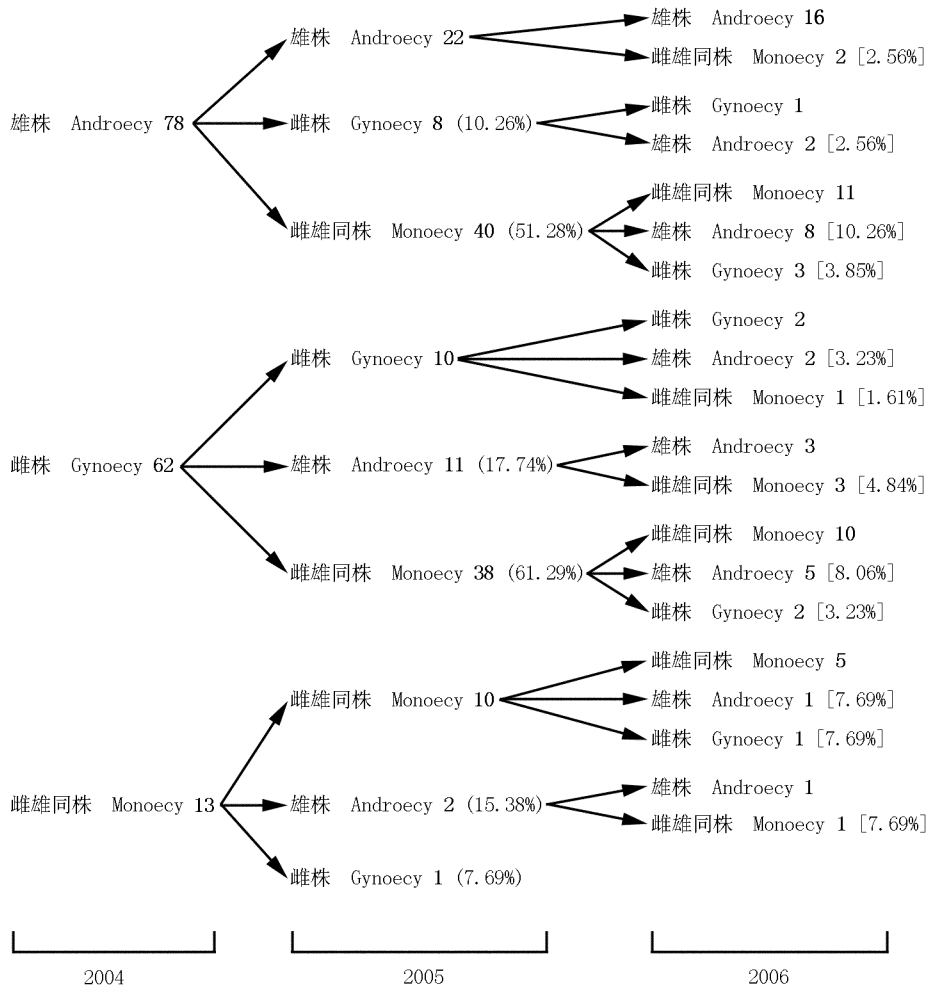 雄株 Androecy 78
雄株 Androecy 22
雄株 Androecy 16
雌雄同株 Monoecy 2 [2.56%]
雌株 Gynoecy 8 (10.26%)
雌株 Gynoecy 1
雄株 Androecy 2 [2.56%]
雌雄同株 Monoecy 40 (51.28%)
雌雄同株 Monoecy 11
雄株 Androecy 8 [10.26%]
雌株 Gynoecy 3 [3.85%]
雌株 Gynoecy 62
雌株 Gynoecy 10
雌株 Gynoecy 2
雄株 Androecy 2 [3.23%]
雌雄同株 Monoecy 1 [1.61%]
雄株 Androecy 11 (17.74%)
雄株 Androecy 3
雌雄同株 Monoecy 3 [4.84%]
雌雄同株 Monoecy 38 (61.29%)
雌雄同株 Monoecy 10
雄株 Androecy 5 [8.06%]
雌株 Gynoecy 2 [3.23%]
雌雄同株 Monoecy 13
雌雄同株 Monoecy 10
雌雄同株 Monoecy 5
雄株 Androecy 1 [7.69%]
雌株 Gynoecy 1 [7.69%]
雄株 Androecy 2 (15.38%)
雄株 Androecy 1
雌雄同株 Monoecy 1 [7.69%]
雌株 Gynoecy 1 (7.69%)
2004
2005
2006